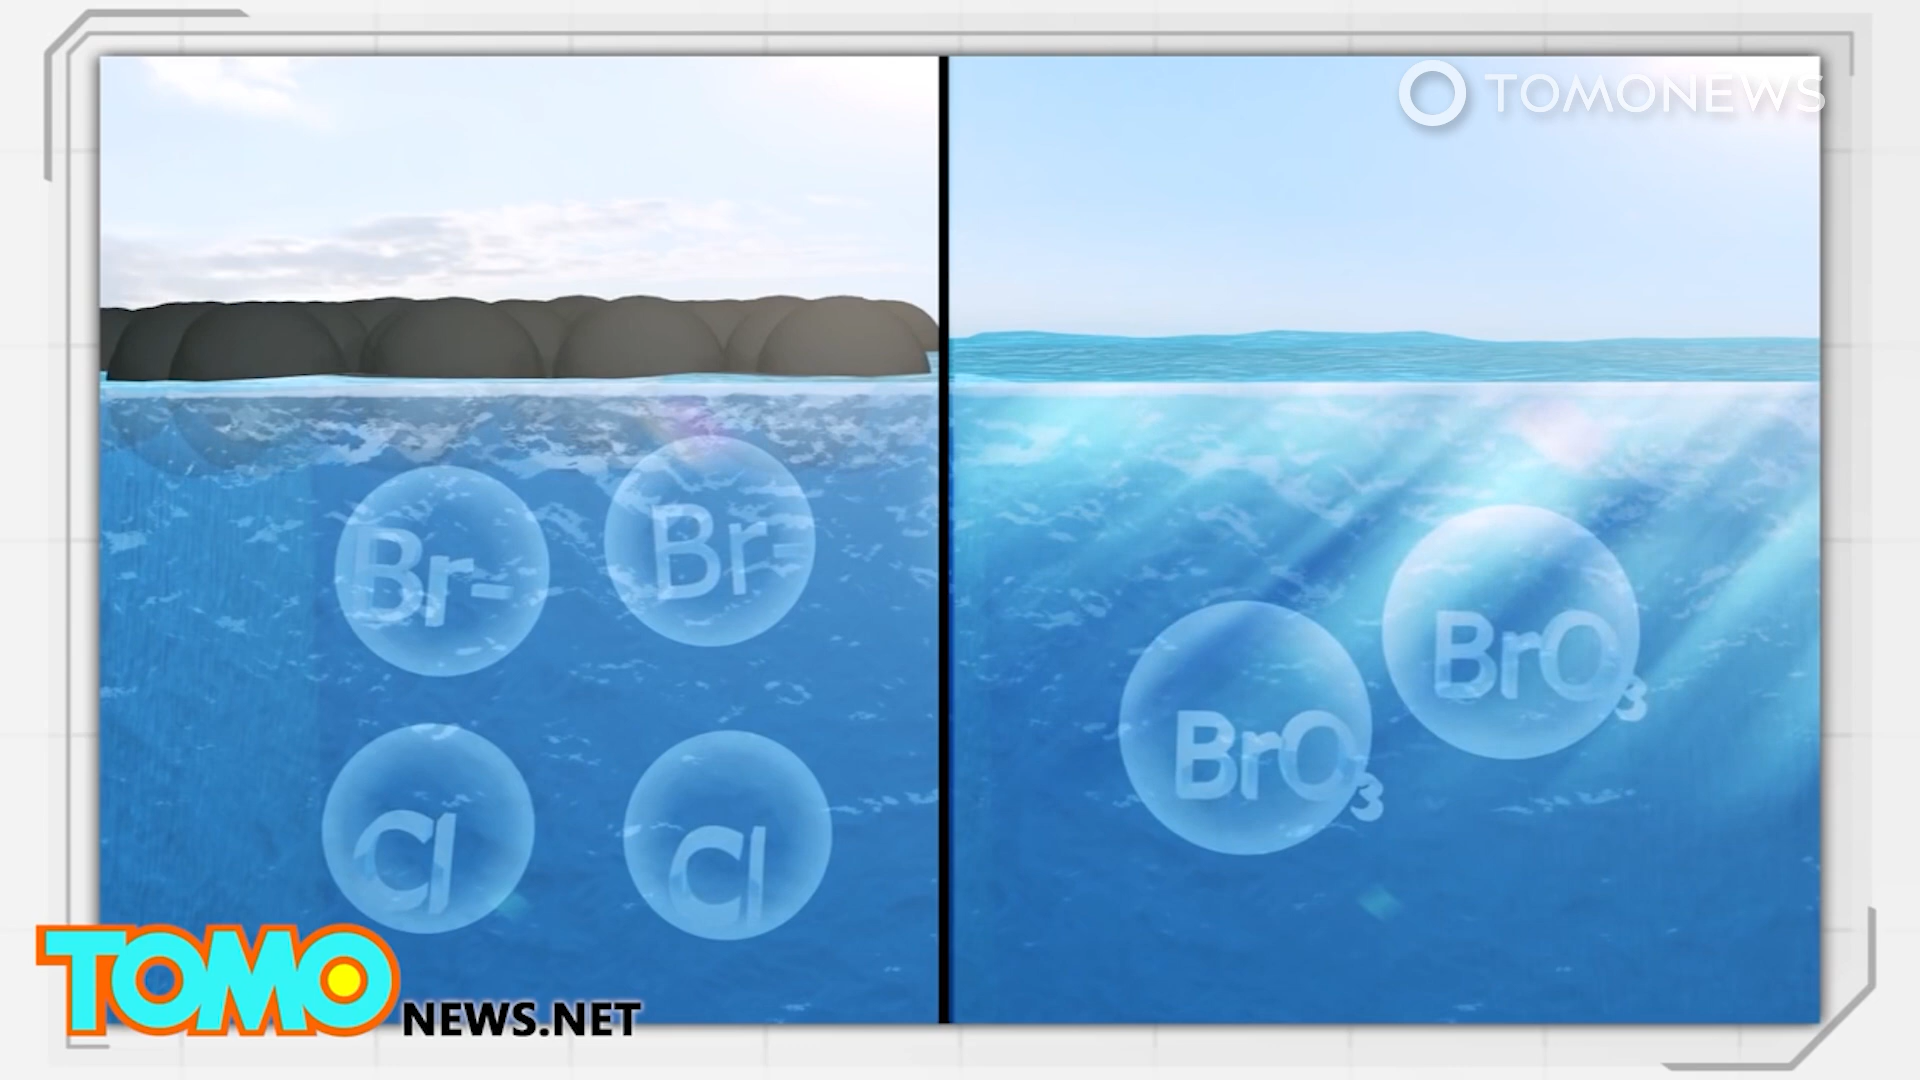 TOMONEWS
Br-
Br-
Cl
Cl
BrO3
BrO3
TOMO
NEWS.NET